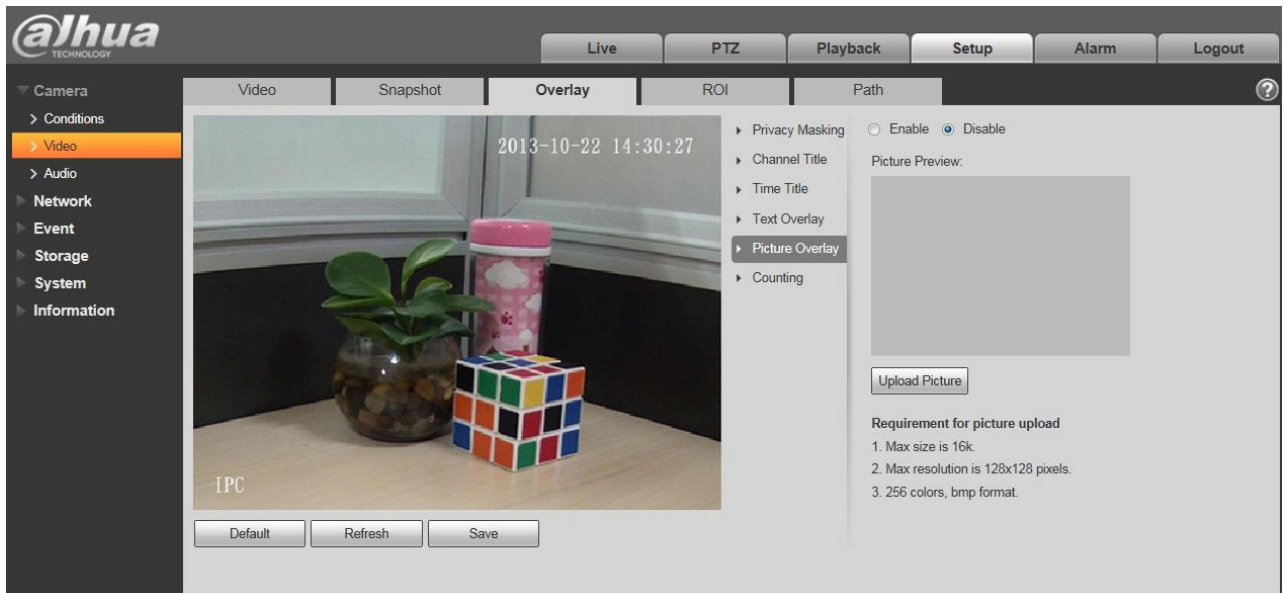 alhua
TECHNOLOGY
Live
PTZ
Playback
Setup
Alarm
Logout
Camera
Conditions
Video
Audio
Network
Event
Storage
System
Information
Video
Snapshot
Overlay
ROI
Path
?
2013-10-22 14:30:27
IPC
Default
Refresh
Save
Privacy Masking
Channel Title
Time Title
Text Overlay
Picture Overlay
Counting
Enable
Disable
Picture Preview:
Upload Picture
Requirement for picture upload
1. Max size is 16k.
2. Max resolution is 128x128 pixels.
3. 256 colors, bmp format.